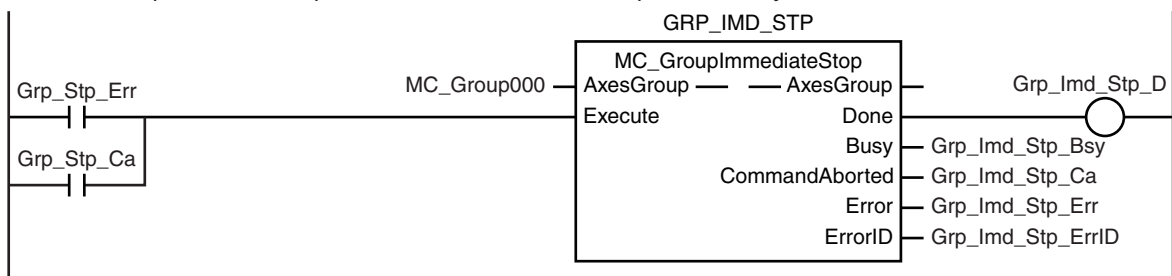 GRP_IMD_STP
MC_GroupImmediateStop
Grp_Stp_Err
MC_Group000
AxesGroup
AxesGroup
Grp_Imd_Stp_D
Execute
Done
Grp_Stp_Ca
Busy
Grp_Imd_Stp_Bsy
CommandAborted
Grp_Imd_Stp_Ca
Error
Grp_Imd_Stp_Err
ErrorID
Grp_Imd_Stp_ErrID